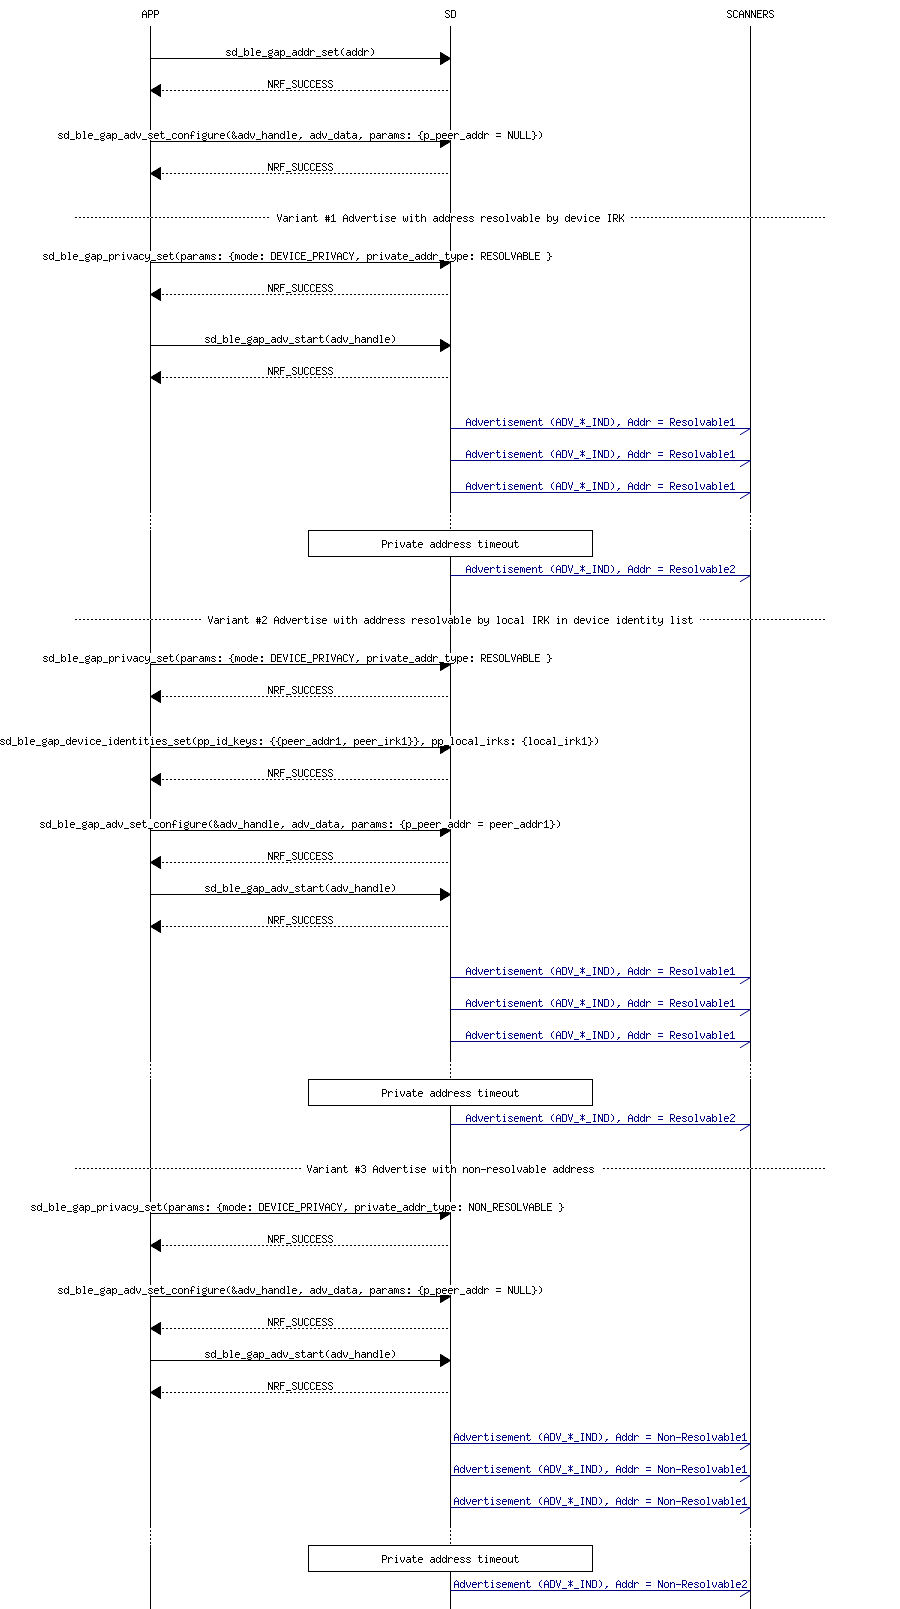 APP SD SCANNERS
sd_ble_gap_addr_set(addr)
NRF_SUCCESS
sd_ble_gap_adv_set_configure(&adv_handle, adv_data, params: {p_peer_addr = NULL})
NRF_SUCCESS
Variant #1 Advertise with address resolvable by device IRK
sd_ble_gap_privacy_set(params: {mode: DEVICE_PRIVACY, private_addr_type: RESOLVABLE }
NRF_SUCCESS
sd_ble_gap_adv_start(adv_handle)
NRF_SUCCESS
Advertisement (ADV_*_IND), Addr = Resolvable1
Advertisement (ADV_*_IND), Addr = Resolvable1
Advertisement (ADV_*_IND), Addr = Resolvable1
Private address timeout
Advertisement (ADV_*_IND), Addr = Resolvable2
Variant #2 Advertise with address resolvable by local IRK in device identity list
sd_ble_gap_privacy_set(params: {mode: DEVICE_PRIVACY, private_addr_type: RESOLVABLE }
NRF_SUCCESS
sd_ble_gap_device_identities_set(pp_id_keys: {{peer_addr1, peer_irk1}}, pp_local_irks: {local_irk1})
NRF_SUCCESS
sd_ble_gap_adv_set_configure(&adv_handle, adv_data, params: {p_peer_addr = peer_addr1})
NRF_SUCCESS
sd_ble_gap_adv_start(adv_handle)
NRF_SUCCESS
Advertisement (ADV_*_IND), Addr = Resolvable1
Advertisement (ADV_*_IND), Addr = Resolvable1
Advertisement (ADV_*_IND), Addr = Resolvable1
Private address timeout
Advertisement (ADV_*_IND), Addr = Resolvable2
Variant #3 Advertise with non-resolvable address
sd_ble_gap_privacy_set(params: {mode: DEVICE_PRIVACY, private_addr_type: NON_RESOLVABLE }
NRF_SUCCESS
sd_ble_gap_adv_set_configure(&adv_handle, adv_data, params: {p_peer_addr = NULL})
NRF_SUCCESS
sd_ble_gap_adv_start(adv_handle)
NRF_SUCCESS
Advertisement (ADV_*_IND), Addr = Non-Resolvable1
Advertisement (ADV_*_IND), Addr = Non-Resolvable1
Advertisement (ADV_*_IND), Addr = Non-Resolvable1
Private address timeout
Advertisement (ADV_*_IND), Addr = Non-Resolvable2